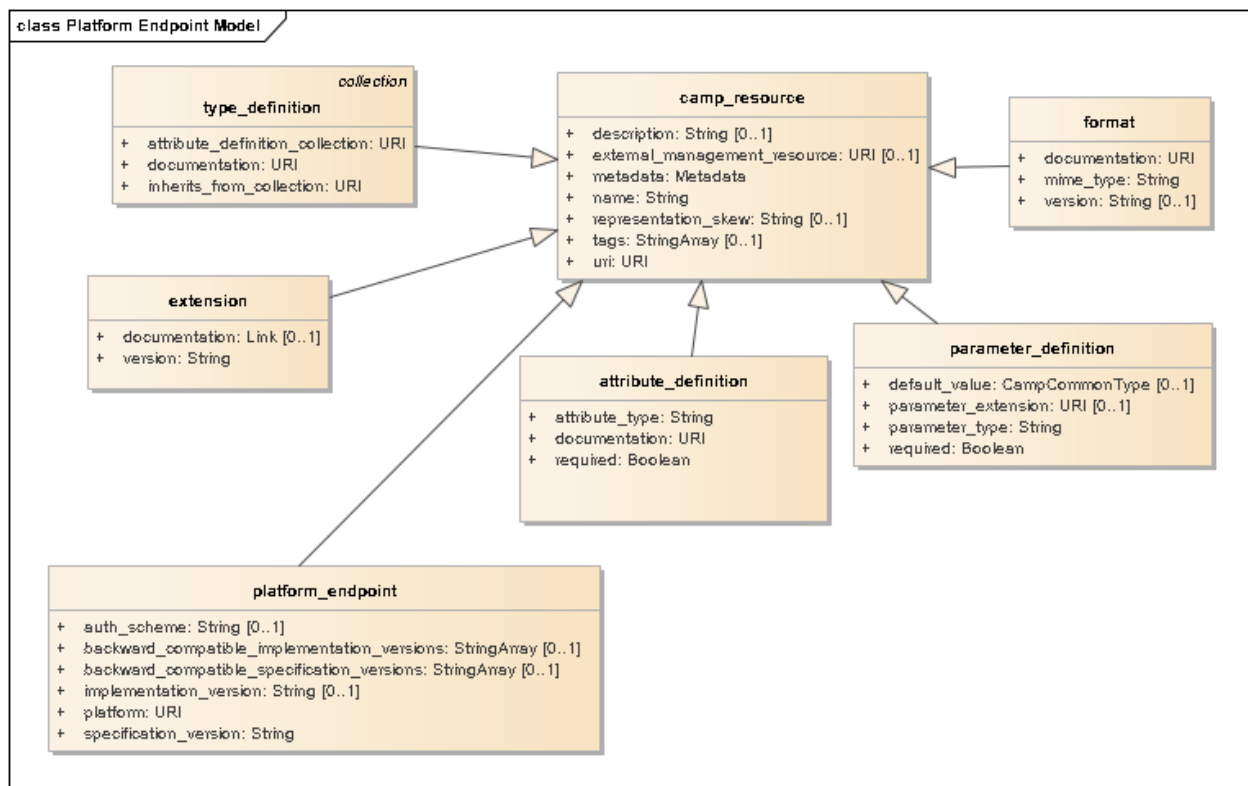 class Platform Endpoint Model
collection
type_definition
+ attribute_definition_collection: URI
+ documentation: URI
+ inherits_from_collection: URI
camp_resource
+ description: String [0..1]
+ external_management_resource: URI [0..1]
+ metadata: Metadata
+ name: String
+ representation_skew: String [0..1]
+ tags: StringArray [0..1]
+ uri: URI
format
+ documentation: URI
+ mime_type: String
+ version: String [0..1]
extension
+ documentation: Link [0..1]
+ version: String
attribute_definition
+ attribute_type: String
+ documentation: URI
+ required: Boolean
parameter_definition
+ default_value: CampCommonType [0..1]
+ parameter_extension: URI [0..1]
+ parameter_type: String
+ required: Boolean
platform_endpoint
+ auth_scheme: String [0..1]
+ backward_compatible_implementation_versions: StringArray [0..1]
+ backward_compatible_specification_versions: StringArray [0..1]
+ implementation_version: String [0..1]
+ platform: URI
+ specification_version: String